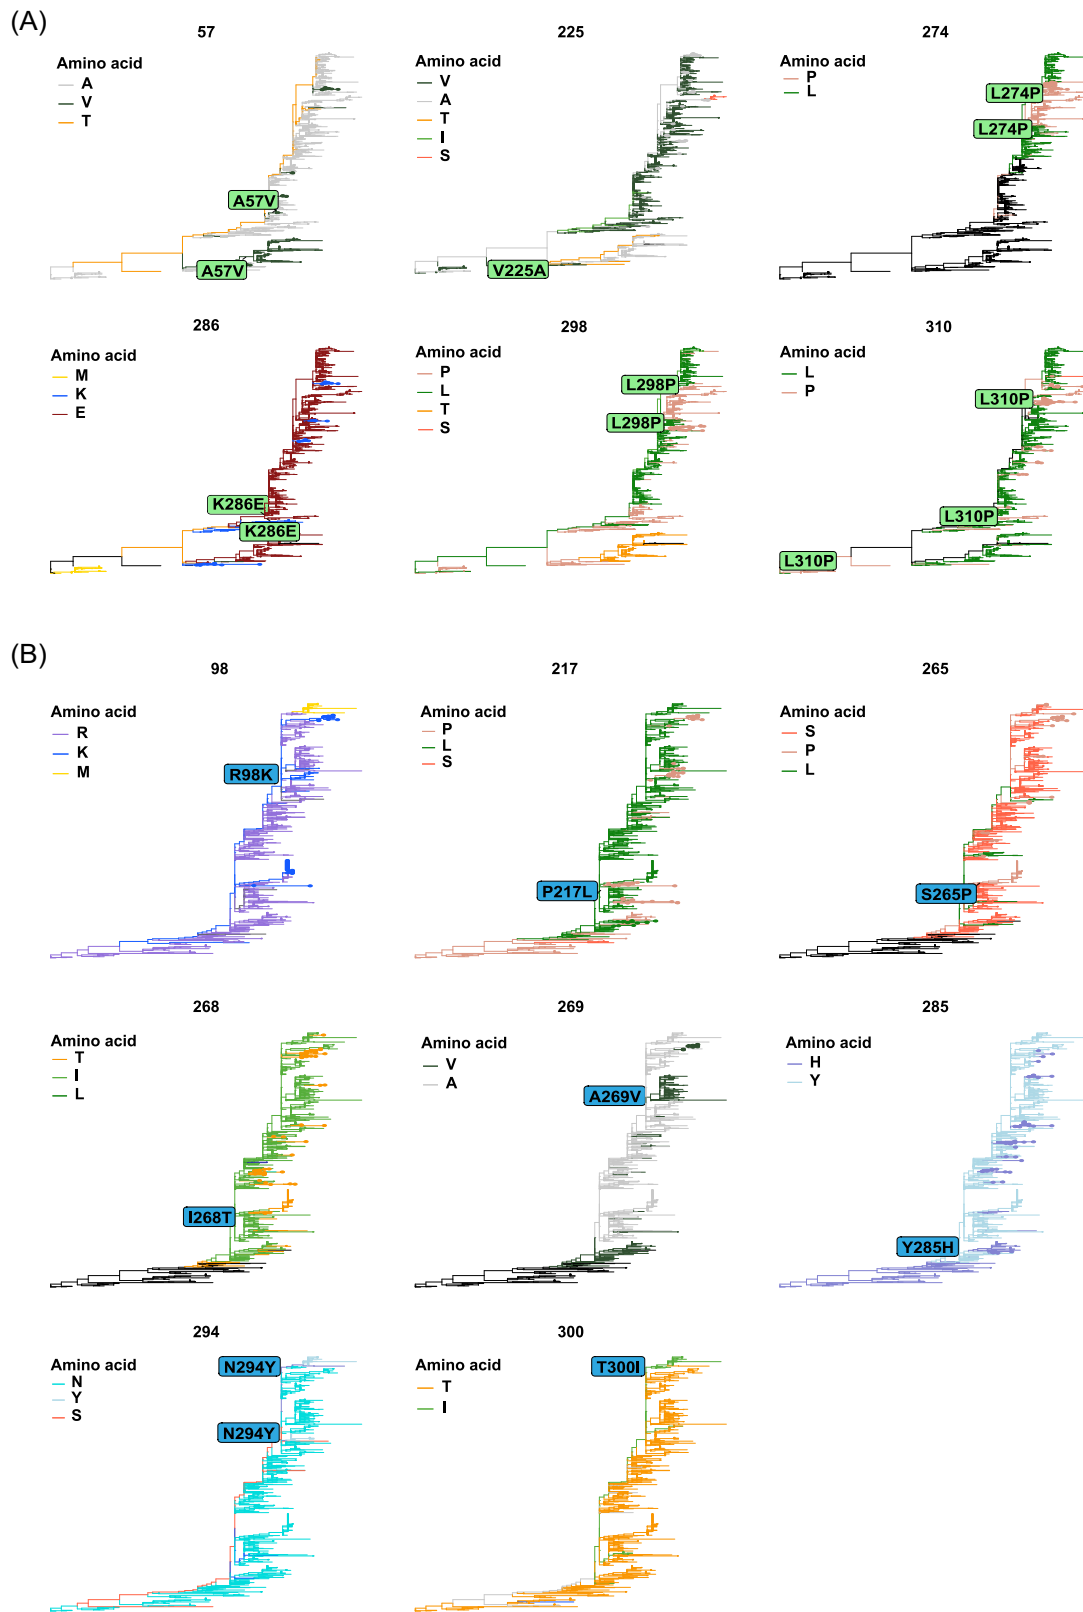 (A)
57
Amino acid
A
V
T
A57V
A57V
225
Amino acid
V
A
T
I
S
V225A
274
Amino acid
P
L
L274P
L274P
286
Amino acid
M
K
E
K286E
K286E
298
Amino acid
P
L
T
S
L298P
L298P
310
Amino acid
L
P
L310P
L310P
L310P
(B)
98
Amino acid
R
K
M
R98K
217
Amino acid
P
L
S
P217L
265
Amino acid
S
P
L
S265P
268
Amino acid
T
I
L
I268T
269
Amino acid
V
A
A269V
285
Amino acid
H
Y
Y285H
294
Amino acid
N
Y
S
N294Y
N294Y
300
Amino acid
T
I
T300I